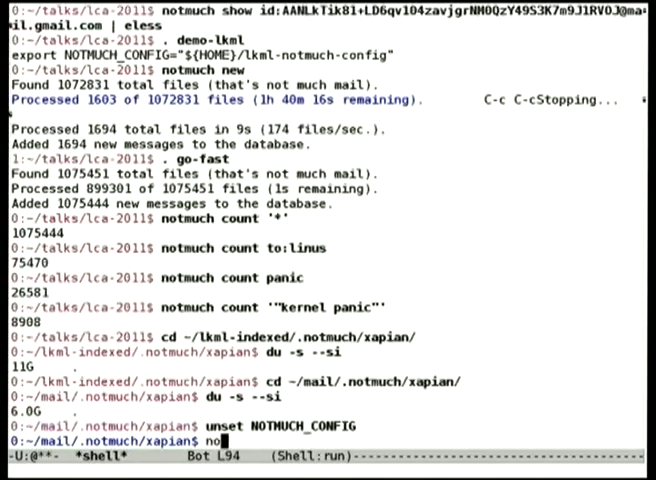 0:~/talks/lca-2011$ notmuch show id:AANLkTik81+LD6qv104zavjgrNM0QzY49S3K7m9J1RV0J@ma
il.gmail.com | eless
0:~/talks/lca-2011$ . demo-lkml
export NOTMUCH_CONFIG="${HOME}/lkml-notmuch-config"
0:~/talks/lca-2011$ notmuch new
Found 1072831 total files (that's not much mail).
Processed 1603 of 1072831 files (1h 40m 16s remaining). C-c C-cStopping...
Processed 1694 total files in 9s (174 files/sec.).
Added 1694 new messages to the database.
1:~/talks/lca-2011$ . go-fast
Found 1075451 total files (that's not much mail).
Processed 899301 of 1075451 files (1s remaining).
Added 1075444 new messages to the database.
0:~/talks/lca-2011$ notmuch count '*'
1075444
0:~/talks/lca-2011$ notmuch count to:linus
75470
0:~/talks/lca-2011$ notmuch count panic
26581
0:~/talks/lca-2011$ notmuch count '"kernel panic"'
8908
0:~/talks/lca-2011$ cd ~/lkml-indexed/.notmuch/xapian/
0:~/lkml-indexed/.notmuch/xapian$ du -s --si
11G .
0:~/lkml-indexed/.notmuch/xapian$ cd ~/mail/.notmuch/xapian/
0:~/mail/.notmuch/xapian$ du -s --si
6.0G .
0:~/mail/.notmuch/xapian$ unset NOTMUCH_CONFIG
0:~/mail/.notmuch/xapian$ no
-U:@**- *shell* Bot L94 (Shell:run)----------------------------------------